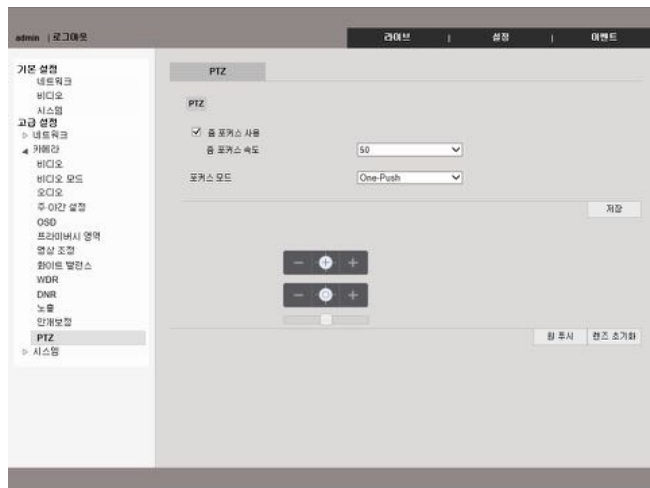 admin | 로그아웃
라이브 | 설정 | 이벤트
기본 설정
네트워크
비디오
시스템
고급 설정
▷ 네트워크
◢ 카메라
비디오
비디오 모드
오디오
주·야간 설정
OSD
프라이버시 영역
영상 조정
화이트 밸런스
WDR
DNR
노출
안개보정
PTZ
▷ 시스템
PTZ
PTZ
줌 포커스 사용
줌 포커스 속도
50
포커스 모드
One-Push
저장
원 푸시
렌즈 초기화